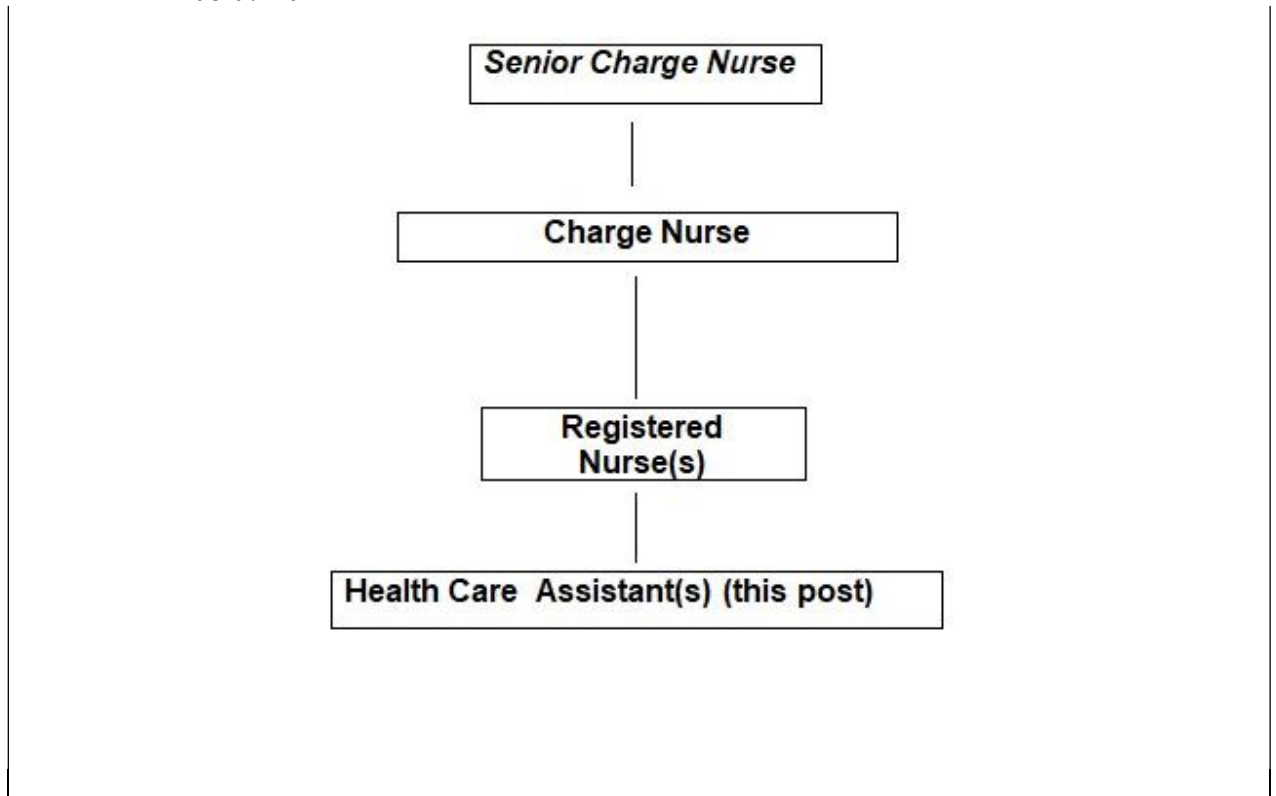 Senior Charge Nurse
Charge Nurse
Registered
Nurse(s)
Health Care Assistant(s) (this post)